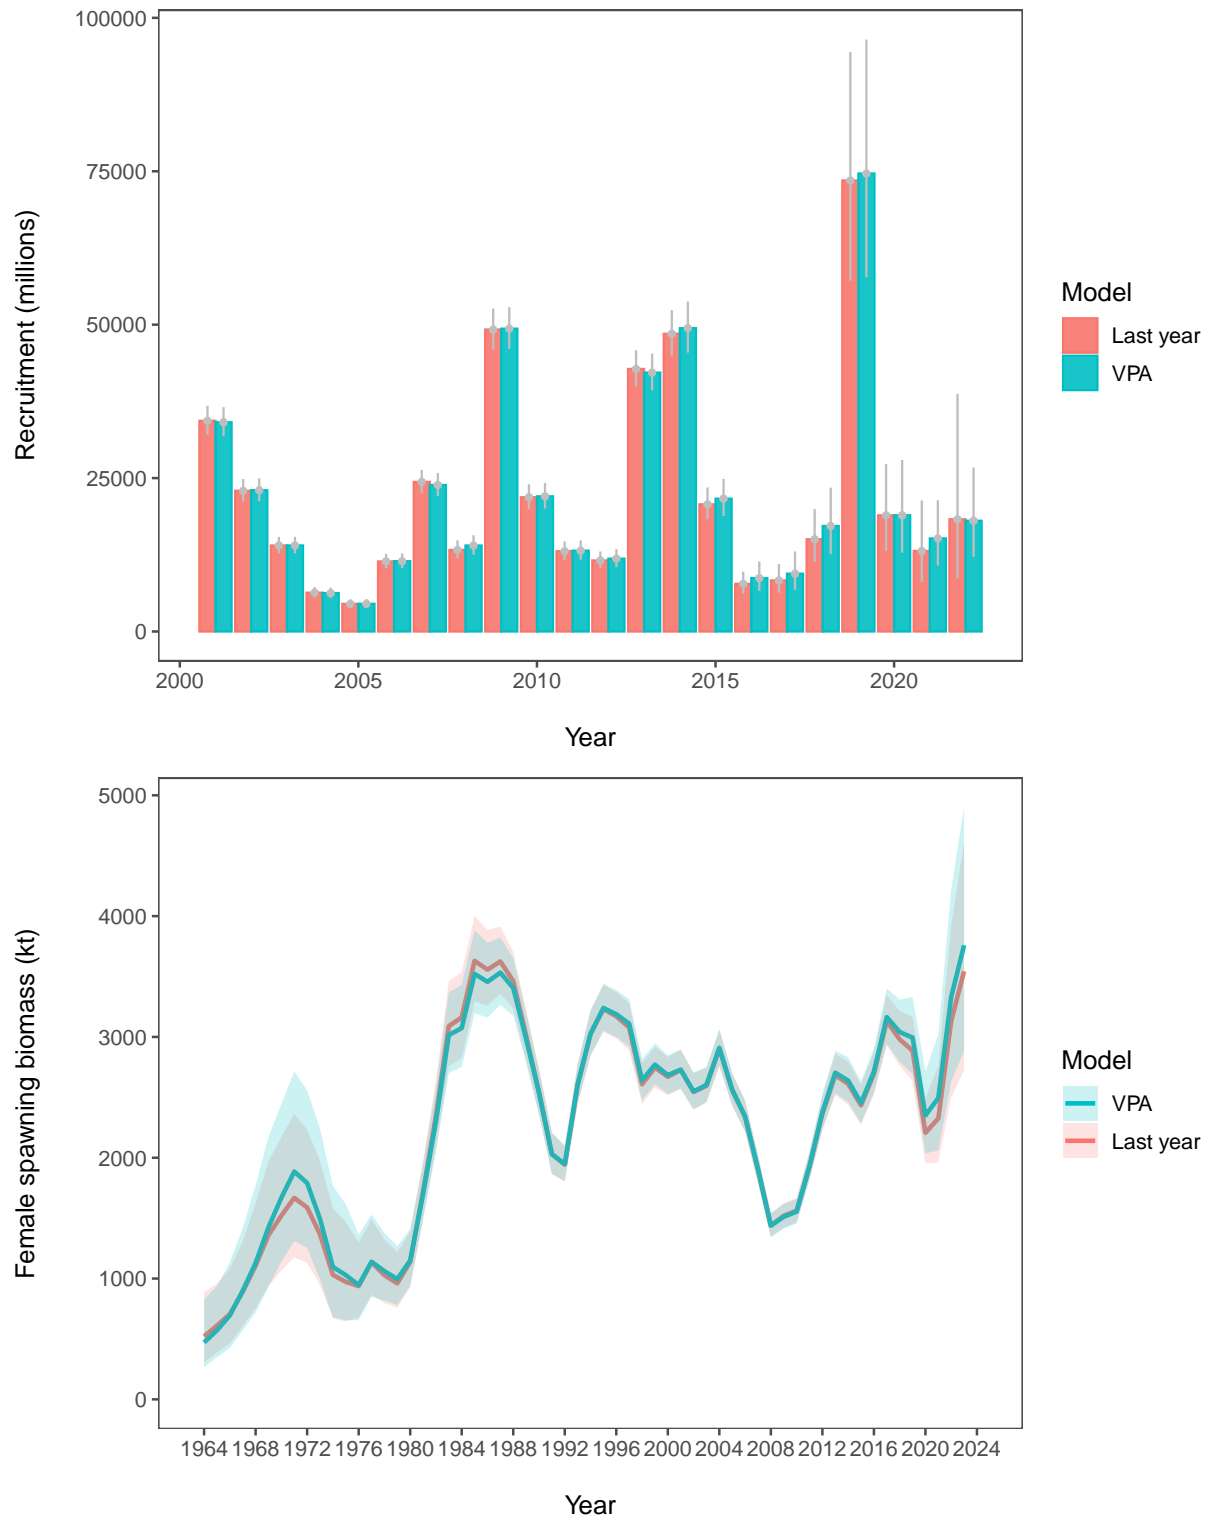 100000
75000
50000
25000
0
Recruitment (millions)
2000 2005 2010 2015 2020
Year
Model
Last year
VPA
5000
4000
3000
2000
1000
0
Female spawning biomass (kt)
1964 1968 1972 1976 1980 1984 1988 1992 1996 2000 2004 2008 2012 2016 2020 2024
Year
Model
VPA
Last year